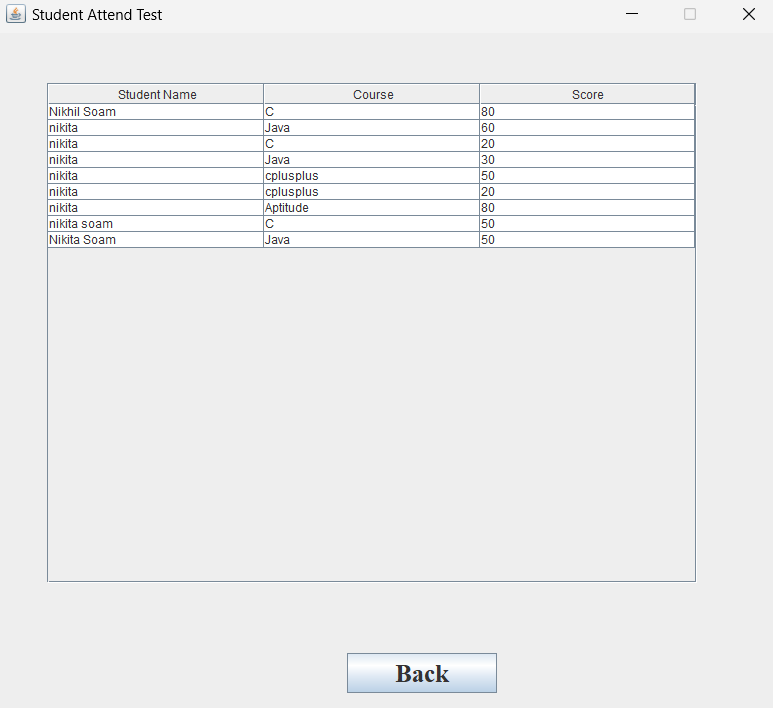 Student Attend Test
Student Name Course Score
Nikhil Soam C 80
nikita Java 60
nikita C 20
nikita Java 30
nikita cplusplus 50
nikita cplusplus 20
nikita Aptitude 80
nikita soam C 50
Nikita Soam Java 50
Back